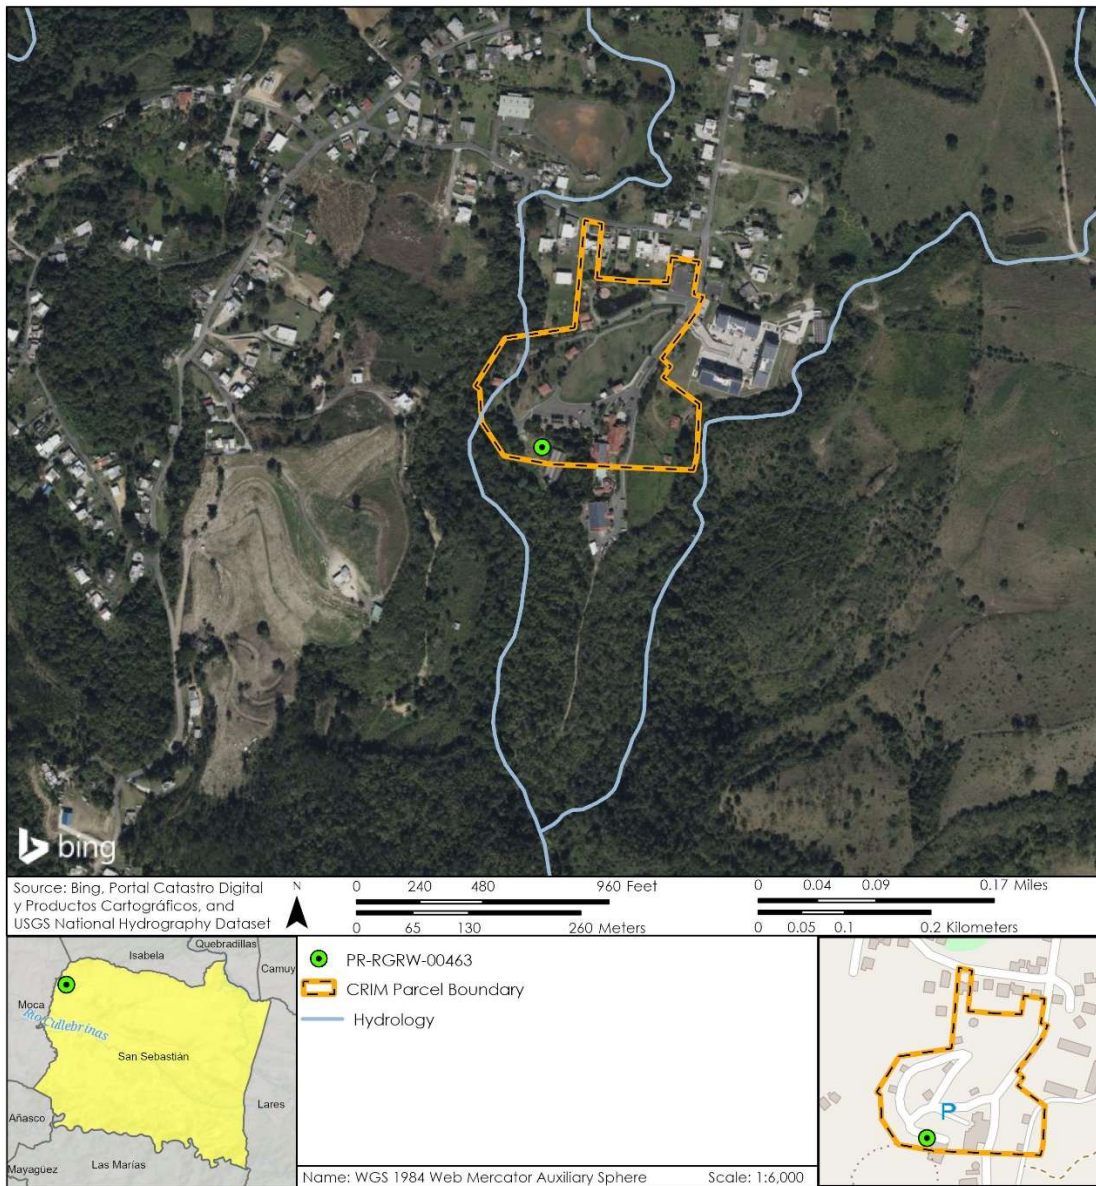 bing
Source: Bing, Portal Catastro Digital
y Productos Cartográficos, and
USGS National Hydrography Dataset
N
0 240 480 960 Feet
0 65 130 260 Meters
0 0.04 0.09 0.17 Miles
0 0.05 0.1 0.2 Kilometers
Isabela
Quebradillas
Camuy
Moca
Río Culebrinas
San Sebastián
Lares
Añasco
Las Marías
Mayagüez
PR-RGRW-00463
CRIM Parcel Boundary
Hydrology
Name: WGS 1984 Web Mercator Auxiliary Sphere Scale: 1:6,000
P